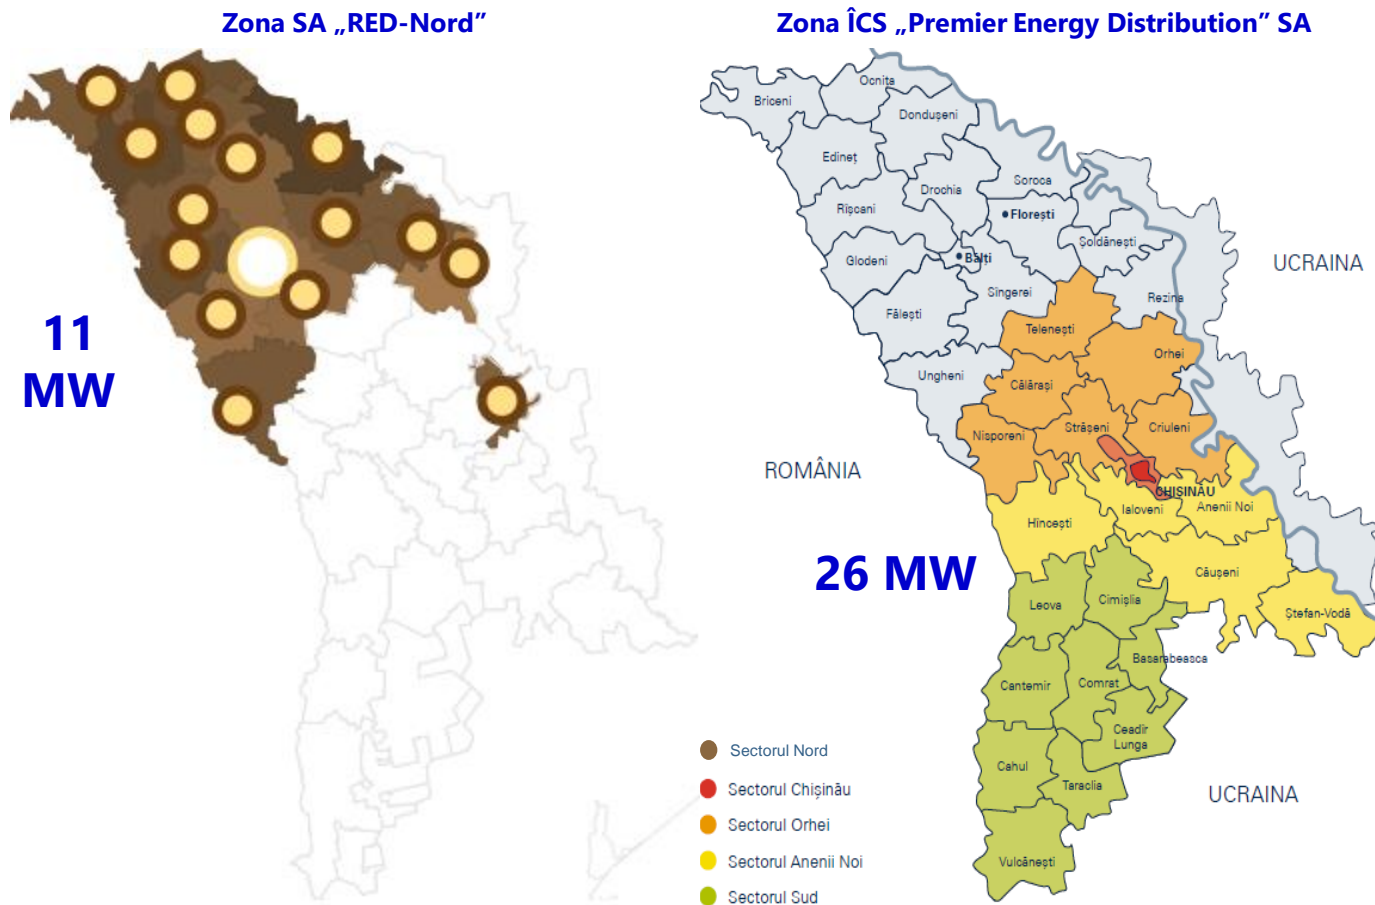 Zona SA „RED-Nord”
Zona ÎCS „Premier Energy Distribution” SA
11
MW
Ocnița
Briceni
Dondușeni
Edineț
Soroca
Drochia
Rîșcani
Florești
Șoldănești
Glodeni
Bălți
UCRAINA
Sîngerei
Rezina
Fălești
Telenești
Orhei
Ungheni
Călărași
Strășeni
Criuleni
Nisporeni
ROMÂNIA
CHIȘINĂU
Ialoveni
Anenii Noi
Hîncești
26 MW
Căușeni
Leova
Cimișlia
Ștefan-Vodă
Basarabeasca
Cantemir
Comrat
Ceadîr
Lunga
Cahul
Taraclia
UCRAINA
Vulcănești
Sectorul Nord
Sectorul Chișinău
Sectorul Orhei
Sectorul Anenii Noi
Sectorul Sud